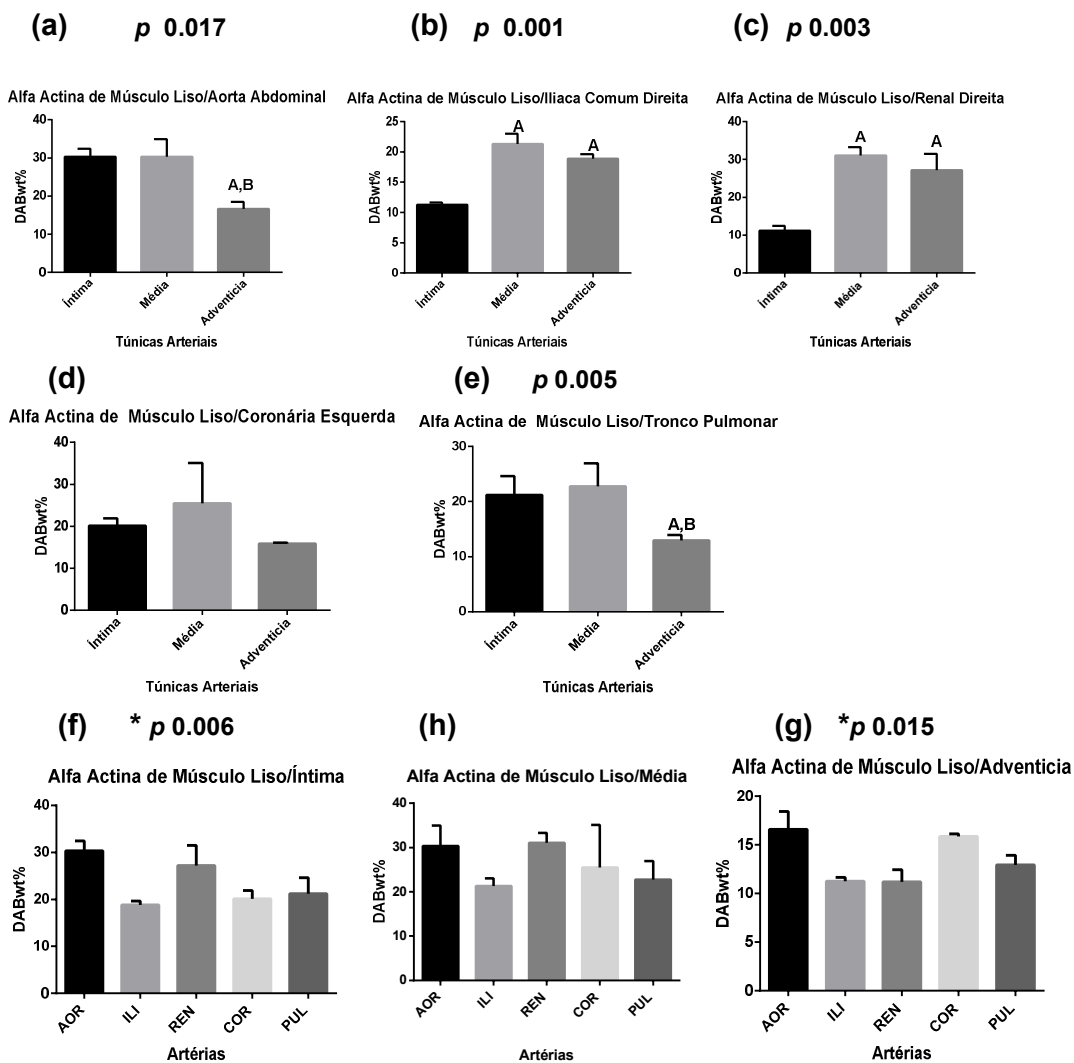 (a) p 0.017
(b) p 0.001
(c) p 0.003
Alfa Actina de Músculo Liso/Aorta Abdominal
40
30
20
10
0
DABwt%
A,B
Íntima
Média
Adventicia
Túnicas Arteriais
Alfa Actina de Músculo Liso/Iliaca Comum Direita
25
20
15
10
5
0
DABwt%
A
A
Íntima
Média
Adventicia
Túnicas Arteriais
Alfa Actina de Músculo Liso/Renal Direita
40
30
20
10
0
DABwt%
A
A
Íntima
Média
Adventicia
Túnicas Arteriais
(d)
Alfa Actina de Músculo Liso/Coronária Esquerda
40
30
20
10
0
DABwt%
Íntima
Média
Adventicia
Túnicas Arteriais
(e) p 0.005
Alfa Actina de Músculo Liso/Tronco Pulmonar
30
20
10
0
DABwt%
A,B
Íntima
Média
Adventicia
Túnicas Arteriais
(f) * p 0.006
Alfa Actina de Músculo Liso/Íntima
40
30
20
10
0
DABwt%
AOR
ILI
REN
COR
PUL
Artérias
(h)
Alfa Actina de Músculo Liso/Média
40
30
20
10
0
DABwt%
AOR
ILI
REN
COR
PUL
Artérias
(g) *p 0.015
Alfa Actina de Músculo Liso/Adventicia
20
15
10
5
0
DABwt%
AOR
ILI
REN
COR
PUL
Artérias